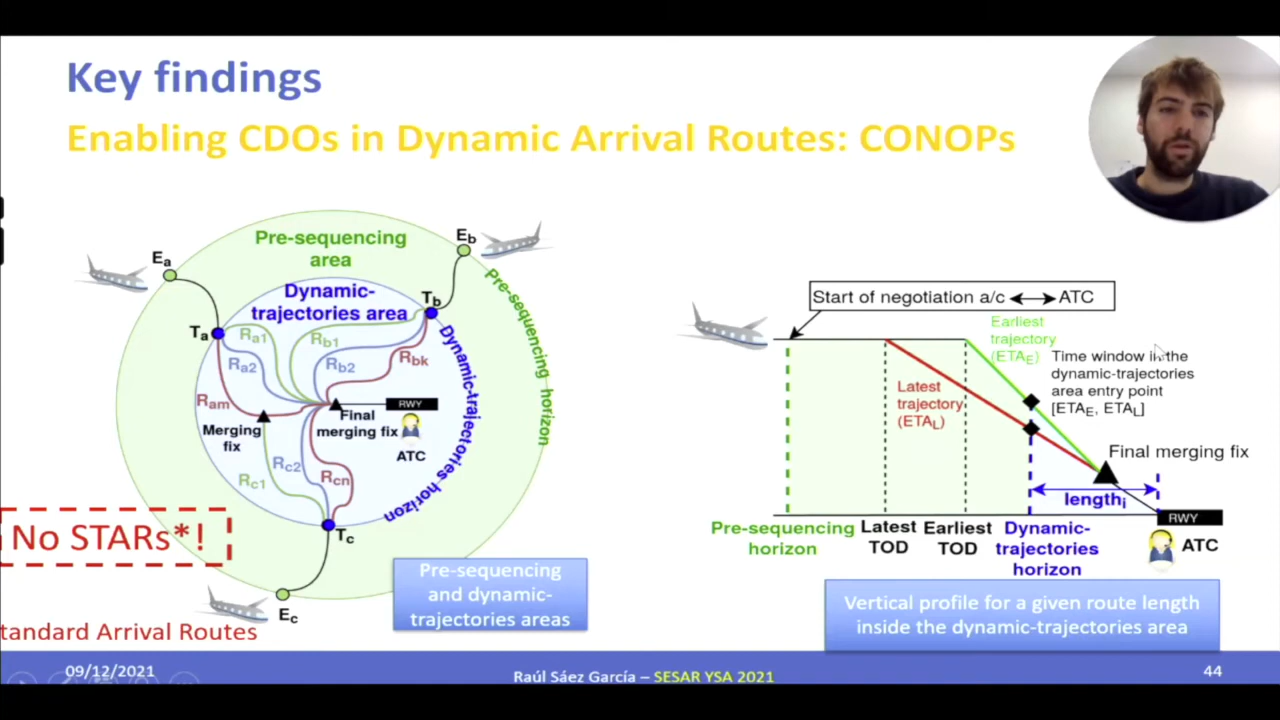 Key findings
Enabling CDOs in Dynamic Arrival Routes: CONOPs
Ea
Eb
Pre-sequencing
area
Pre-sequencing horizon
Dynamic-
trajectories area
Ta
Tb
Ra1
Ra2
Rb1
Rb2
Rbk
Ram
Dynamic-trajectories horizon
RWY
Merging
fix
Final
merging fix
ATC
Rc2
Rc1
Rcn
Tc
Ec
No STARs*!
tandard Arrival Routes
Pre-sequencing
and dynamic-
trajectories areas
Start of negotiation a/c ATC
Earliest
trajectory
(ETAE)
Time window in the
dynamic-trajectories
area entry point
[ETAE, ETAL]
Latest
trajectory
(ETAL)
Final merging fix
lengthi
RWY
ATC
Pre-sequencing
horizon
Latest
TOD
Earliest
TOD
Dynamic-
trajectories
horizon
Vertical profile for a given route length
inside the dynamic-trajectories area
09/12/2021
Raúl Sáez García – SESAR YSA 2021
44